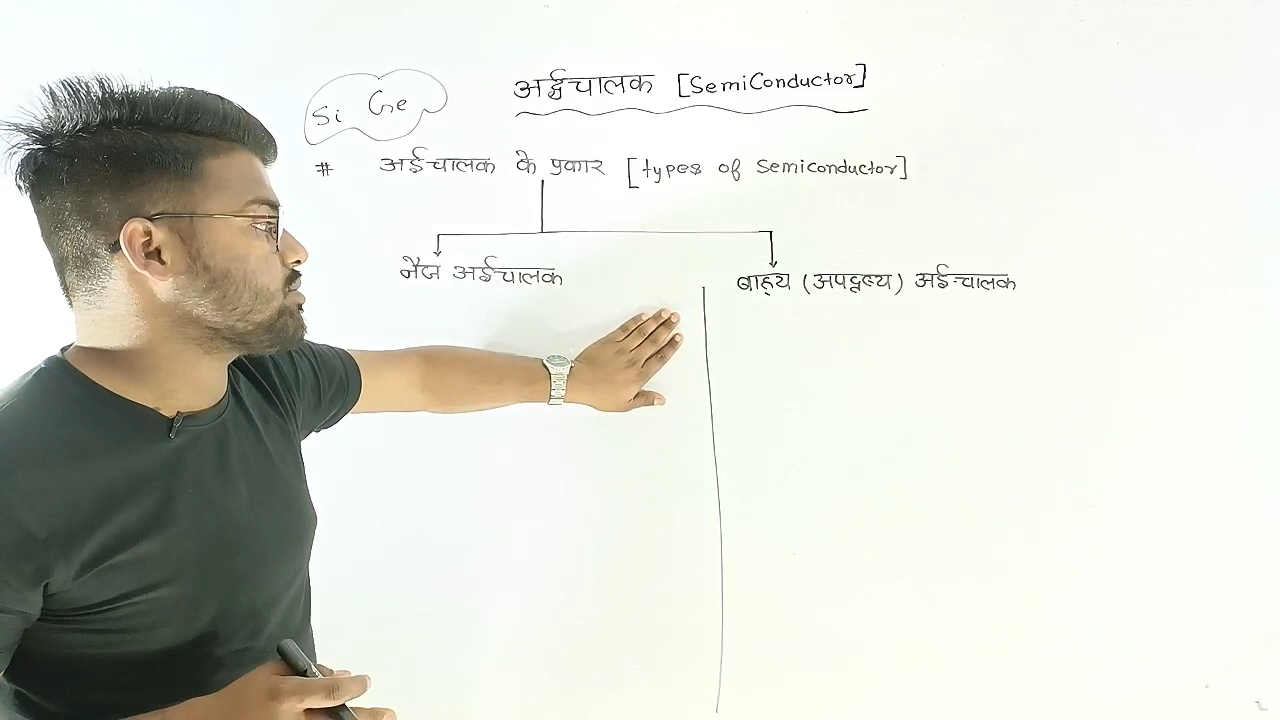 Si Ge
अर्द्धचालक [SemiConductor]
# अर्द्धचालक के प्रकार [types of semiconductor]
नैज अर्द्धचालक
बाह्य (अपद्रव्य) अर्द्धचालक